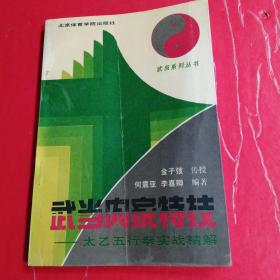 北京体育学院出版社
武当系列丛书
金子弢 传授
何震亚 李嘉卿 编著
武当内家特技
——太乙五行拳实战精解